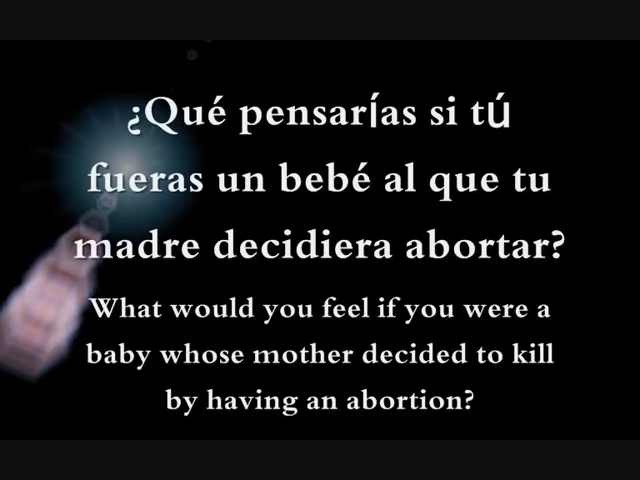 ¿Qué pensarías si tú
fueras un bebé al que tu
madre decidiera abortar?
What would you feel if you were a
baby whose mother decided to kill
by having an abortion?